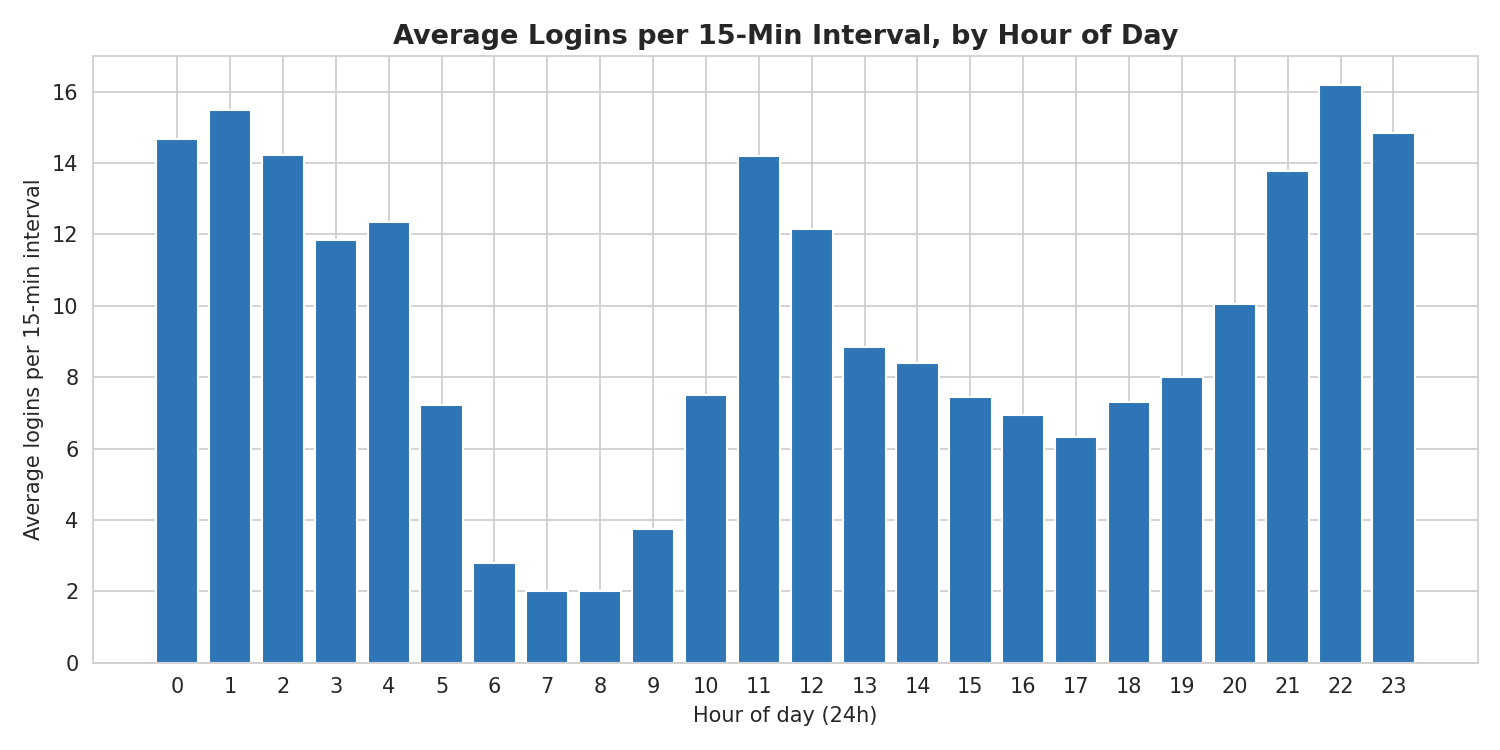 Average Logins per 15-Min Interval, by Hour of Day
Average logins per 15-min interval
16
14
12
10
8
6
4
2
0
0 1 2 3 4 5 6 7 8 9 10 11 12 13 14 15 16 17 18 19 20 21 22 23
Hour of day (24h)